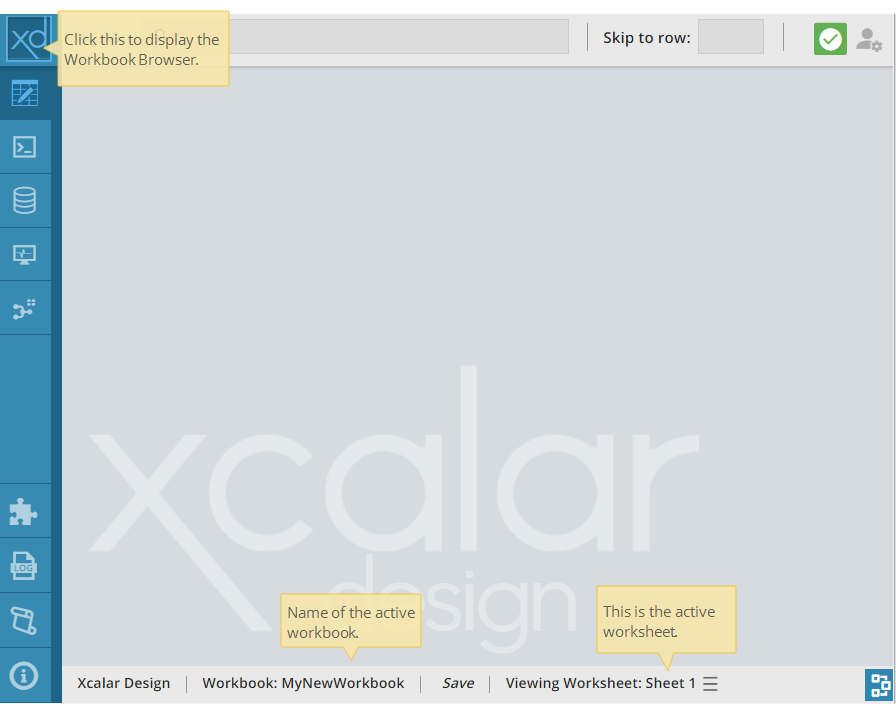 xd
Click this to display the
Workbook Browser.
Skip to row:
LOG
xcalar
design
Name of the active
workbook.
This is the active
worksheet.
Xcalar Design
Workbook: MyNewWorkbook
Save
Viewing Worksheet: Sheet 1